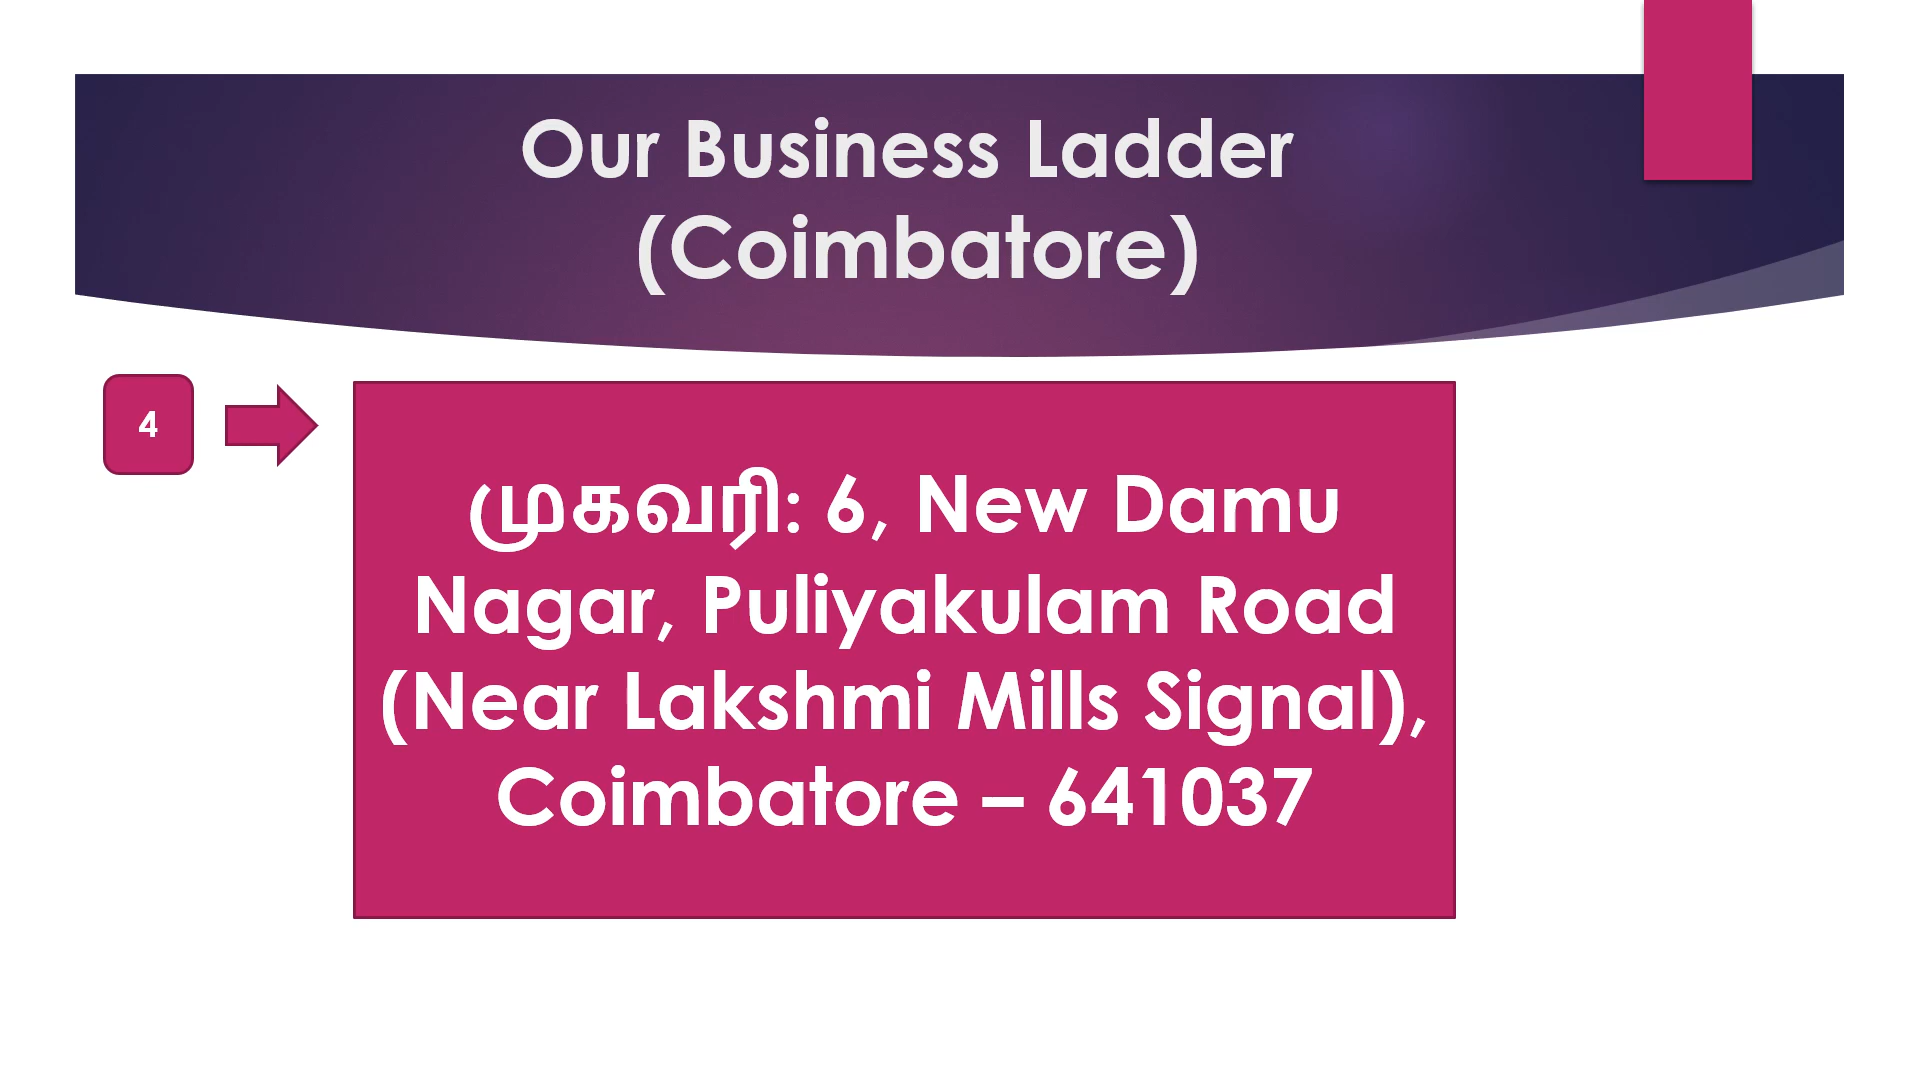 Our Business Ladder
(Coimbatore)
4
முகவரி: 6, New Damu
Nagar, Puliyakulam Road
(Near Lakshmi Mills Signal),
Coimbatore – 641037